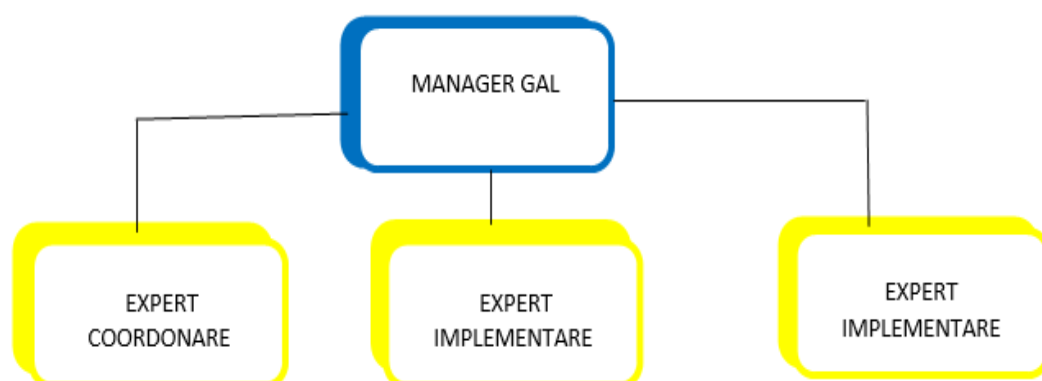 MANAGER GAL
EXPERT
COORDONARE
EXPERT
IMPLEMENTARE
EXPERT
IMPLEMENTARE